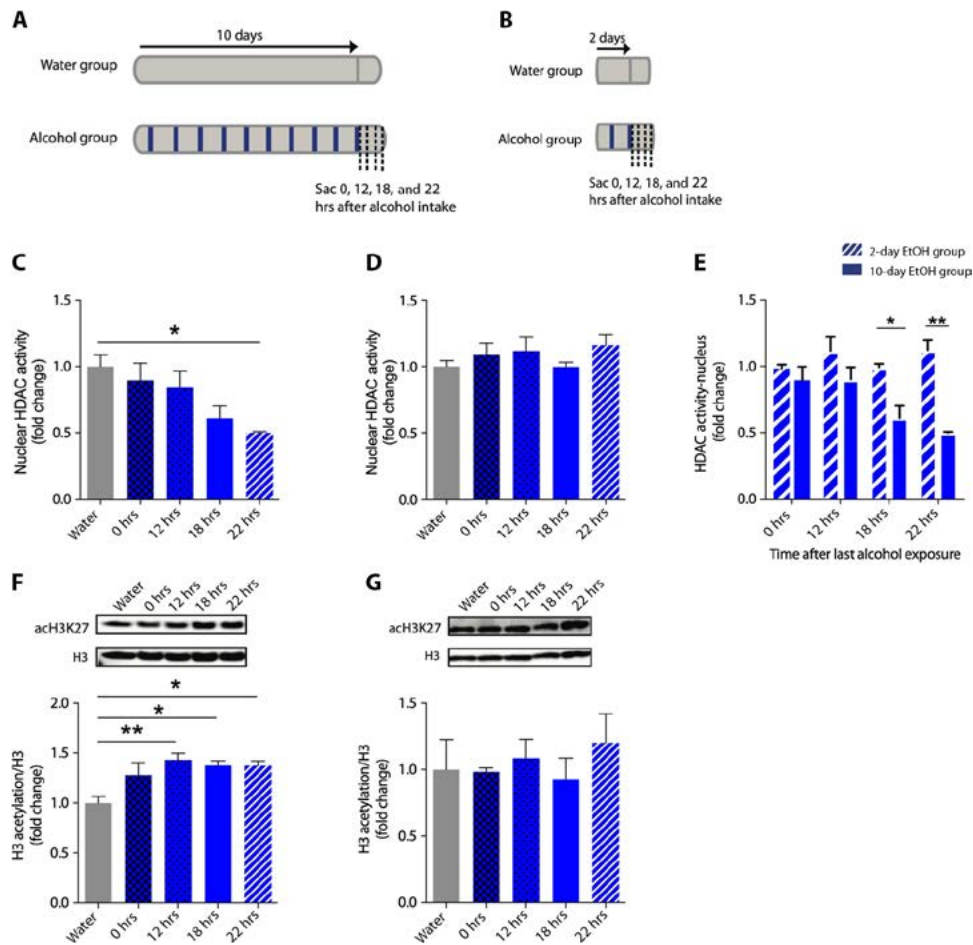 A
10 days
Water group
Alcohol group
Sac 0, 12, 18, and 22
hrs after alcohol intake
B
2 days
Water group
Alcohol group
Sac 0, 12, 18, and 22
hrs after alcohol intake
C
Nuclear HDAC activity
(fold change)
1.5
1.0
0.5
0.0
*
Water
0 hrs
12 hrs
18 hrs
22 hrs
D
Nuclear HDAC activity
(fold change)
1.5
1.0
0.5
0.0
Water
0 hrs
12 hrs
18 hrs
22 hrs
2-day EtOH group
10-day EtOH group
E
HDAC activity-nucleus
(fold change)
1.5
1.0
0.5
0.0
*
**
0 hrs
12 hrs
18 hrs
22 hrs
Time after last alcohol exposure
F
Water
0 hrs
12 hrs
18 hrs
22 hrs
acH3K27
H3
H3 acetylation/H3
(fold change)
2.0
1.5
1.0
0.5
0.0
*
*
**
Water
0 hrs
12 hrs
18 hrs
22 hrs
G
Water
0 hrs
12 hrs
18 hrs
22 hrs
acH3K27
H3
H3 acetylation/H3
(fold change)
1.5
1.0
0.5
0.0
Water
0 hrs
12 hrs
18 hrs
22 hrs